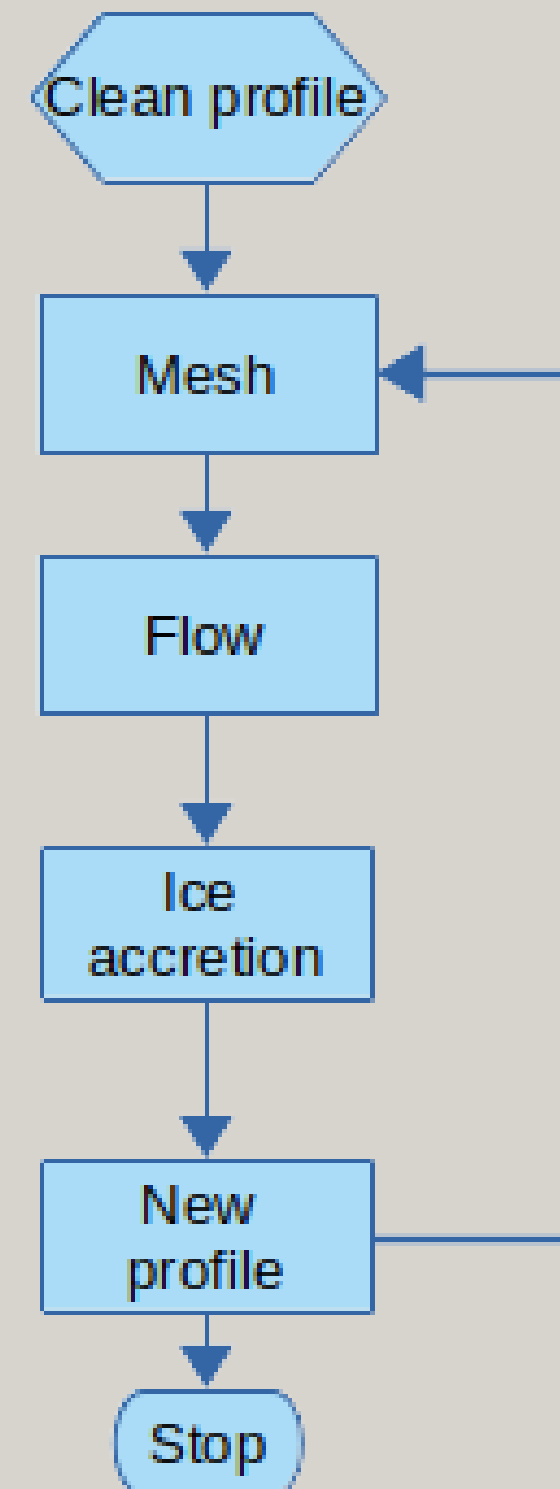 Clean profile
Mesh
Flow
Ice
accretion
New
profile
Stop